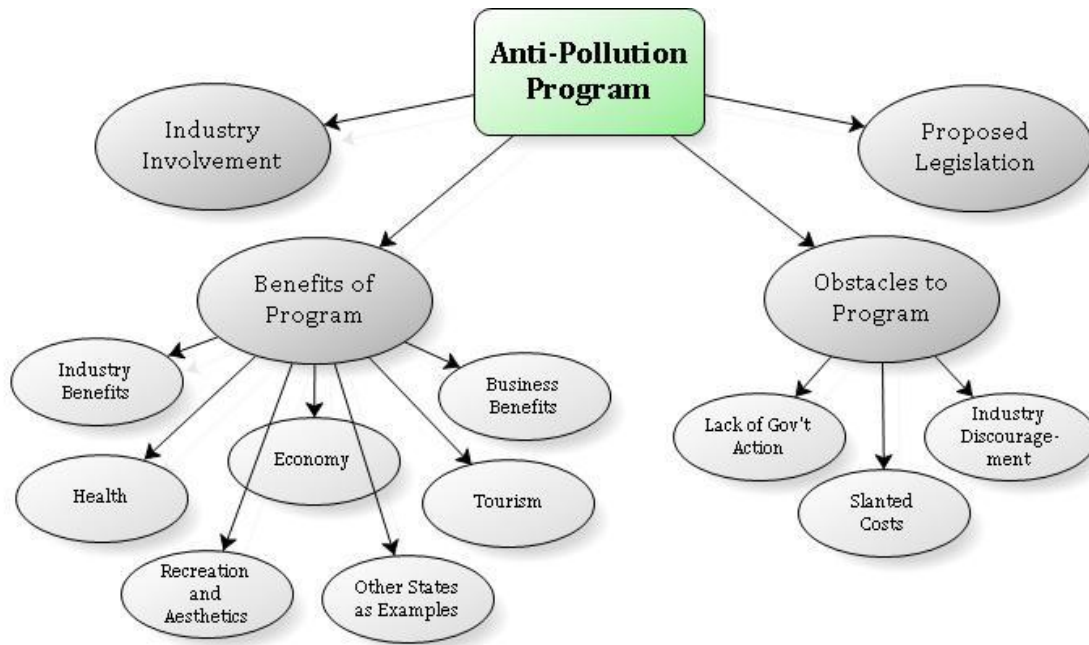 Anti-Pollution
Program
Industry
Involvement
Proposed
Legislation
Benefits of
Program
Obstacles to
Program
Industry
Benefits
Business
Benefits
Lack of Gov't
Action
Industry
Discourage-
ment
Health
Economy
Tourism
Slanted
Costs
Recreation
and
Aesthetics
Other States
as Examples